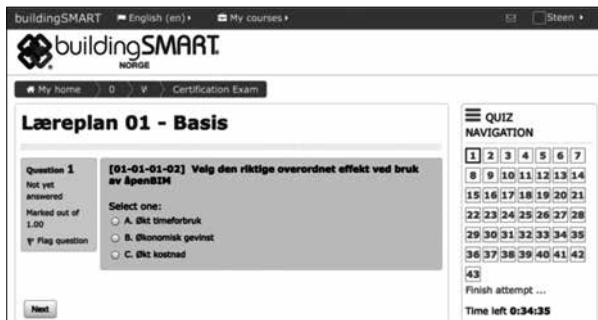 buildingSMART English (en) My courses Steen
buildingSMART
NORGE
My home 0 V Certification Exam
Læreplan 01 - Basis
Question 1
Not yet
answered
Marked out of
1.00
Flag question
[01-01-01-02] Velg den riktige overordnet effekt ved bruk
av åpenBIM
Select one:
A. Økt timeforbruk
B. Økonomisk gevinst
C. Økt kostnad
Next
QUIZ
NAVIGATION
1 2 3 4 5 6 7
8 9 10 11 12 13 14
15 16 17 18 19 20 21
22 23 24 25 26 27 28
29 30 31 32 33 34 35
36 37 38 39 40 41 42
43
Finish attempt ...
Time left 0:34:35